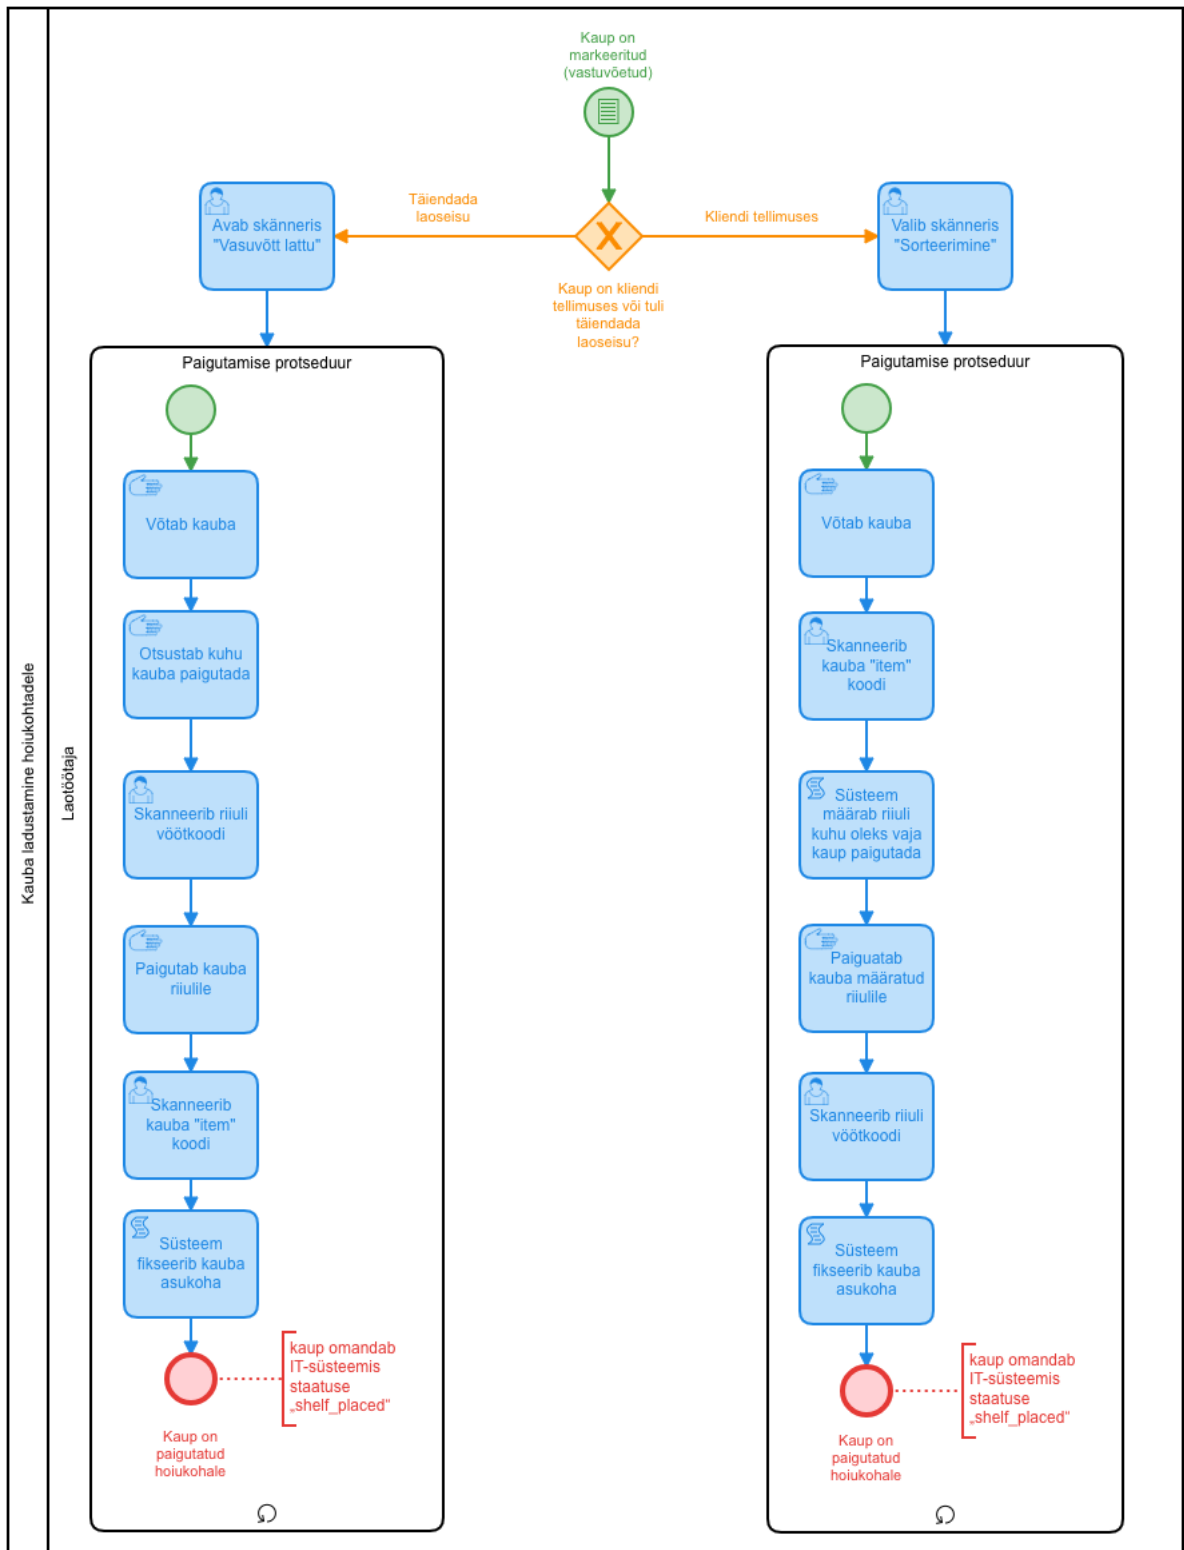 Kauba ladustamine hoiukohtadele
Laotöötaja
Kaup on
markeeritud
(vastuvõetud)
Täiendada
laoseisu
Kliendi tellimuses
Kaup on kliendi
tellimuses või tuli
täiendada
laoseisu?
Avab skänneris
"Vasuvõtt lattu"
Paigutamise protseduur
Võtab kauba
Otsustab kuhu
kauba paigutada
Skanneerib riiuli
vöötkoodi
Paigutab kauba
riiulile
Skanneerib
kauba "item"
koodi
Süsteem
fikseerib kauba
asukoha
kaup omandab
IT-süsteemis
staatuse
„shelf_placed"
Kaup on
paigutatud
hoiukohale
Valib skänneris
"Sorteerimine"
Paigutamise protseduur
Võtab kauba
Skanneerib
kauba "item"
koodi
Süsteem
määrab riiuli
kuhu oleks vaja
kaup paigutada
Paiguatab
kauba määratud
riiulile
Skanneerib riiuli
vöötkoodi
Süsteem
fikseerib kauba
asukoha
kaup omandab
IT-süsteemis
staatuse
„shelf_placed"
Kaup on
paigutatud
hoiukohale